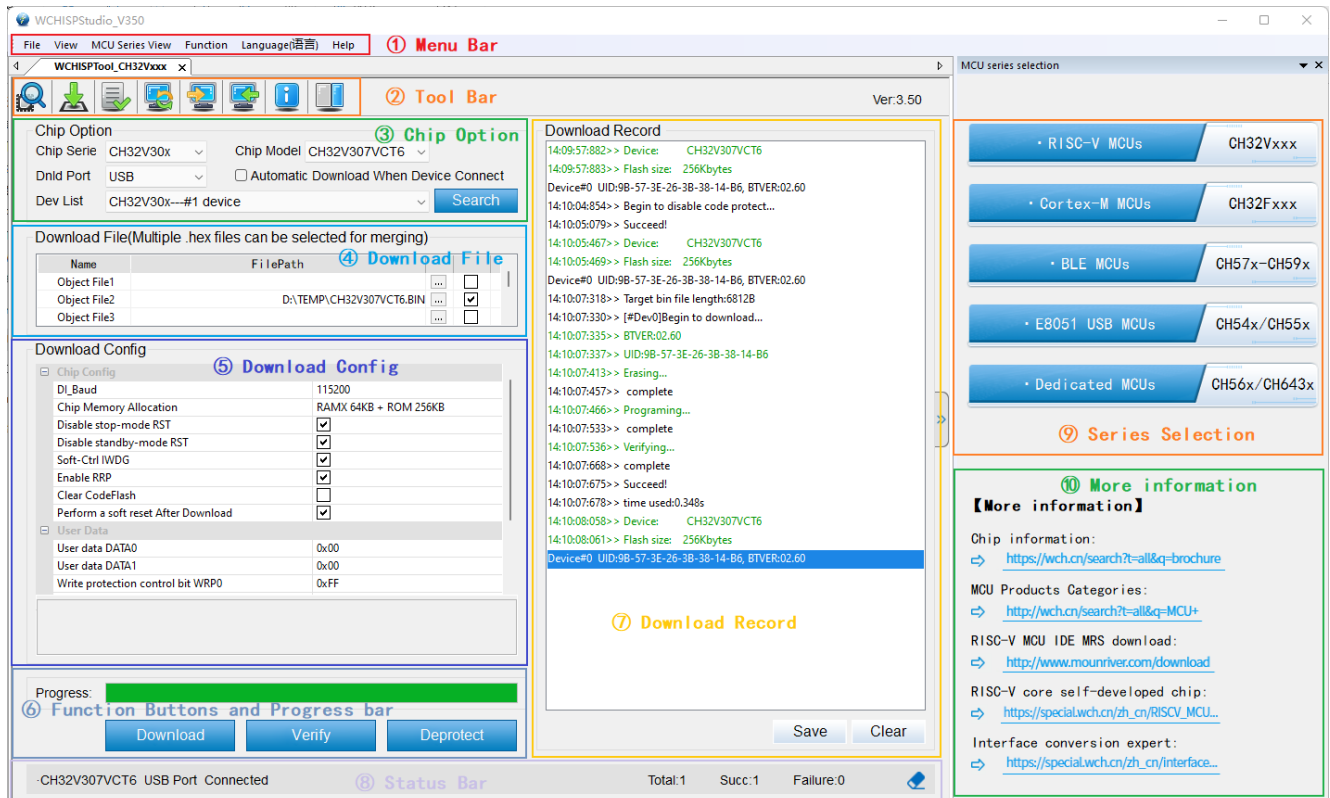 WCHISPStudio_V350
File View MCU Series View Function Language(语言) Help ① Menu Bar
WCHISPTool_CH32Vxxx x
② Tool Bar
Ver:3.50
Chip Option
③ Chip Option
Chip Serie CH32V30x Chip Model CH32V307VCT6
Dnld Port USB Automatic Download When Device Connect
Dev List CH32V30x---#1 device Search
Download File(Multiple .hex files can be selected for merging)
④ Download File
Name FilePath
Object File1 ...
Object File2 D:\TEMP\CH32V307VCT6.BIN ...
Object File3 ...
Download Config
⑤ Download Config
Chip Config
DI_Baud 115200
Chip Memory Allocation RAMX 64KB + ROM 256KB
Disable stop-mode RST
Disable standby-mode RST
Soft-Ctrl IWDG
Enable RRP
Clear CodeFlash
Perform a soft reset After Download
User Data
User data DATA0 0x00
User data DATA1 0x00
Write protection control bit WRP0 0xFF
Progress:
⑥ Function Buttons and Progress bar
Download Verify Deprotect
Download Record
14:09:57:882>> Device: CH32V307VCT6
14:09:57:883>> Flash size: 256Kbytes
Device#0 UID:9B-57-3E-26-3B-38-14-B6, BTVER:02.60
14:10:04:854>> Begin to disable code protect...
14:10:05:079>> Succeed!
14:10:05:467>> Device: CH32V307VCT6
14:10:05:469>> Flash size: 256Kbytes
Device#0 UID:9B-57-3E-26-3B-38-14-B6, BTVER:02.60
14:10:07:318>> Target bin file length:6812B
14:10:07:330>> [#Dev0]Begin to download...
14:10:07:335>> BTVER:02.60
14:10:07:337>> UID:9B-57-3E-26-3B-38-14-B6
14:10:07:413>> Erasing...
14:10:07:457>> complete
14:10:07:466>> Programing...
14:10:07:533>> complete
14:10:07:536>> Verifying...
14:10:07:668>> complete
14:10:07:675>> Succeed!
14:10:07:678>> time used:0.348s
14:10:08:058>> Device: CH32V307VCT6
14:10:08:061>> Flash size: 256Kbytes
Device#0 UID:9B-57-3E-26-3B-38-14-B6, BTVER:02.60
⑦ Download Record
Save Clear
·CH32V307VCT6 USB Port Connected ⑧ Status Bar Total:1 Succ:1 Failure:0
MCU series selection
· RISC-V MCUs CH32Vxxx
· Cortex-M MCUs CH32Fxxx
· BLE MCUs CH57x-CH59x
· E8051 USB MCUs CH54x/CH55x
· Dedicated MCUs CH56x/CH643x
⑨ Series Selection
⑩ More information
【More information】
Chip information:
https://wch.cn/search?t=all&q=brochure
MCU Products Categories:
http://wch.cn/search?t=all&q=MCU+
RISC-V MCU IDE MRS download:
http://www.mounriver.com/download
RISC-V core self-developed chip:
https://special.wch.cn/zh_cn/RISCV_MCU...
Interface conversion expert:
https://special.wch.cn/zh_cn/interface...